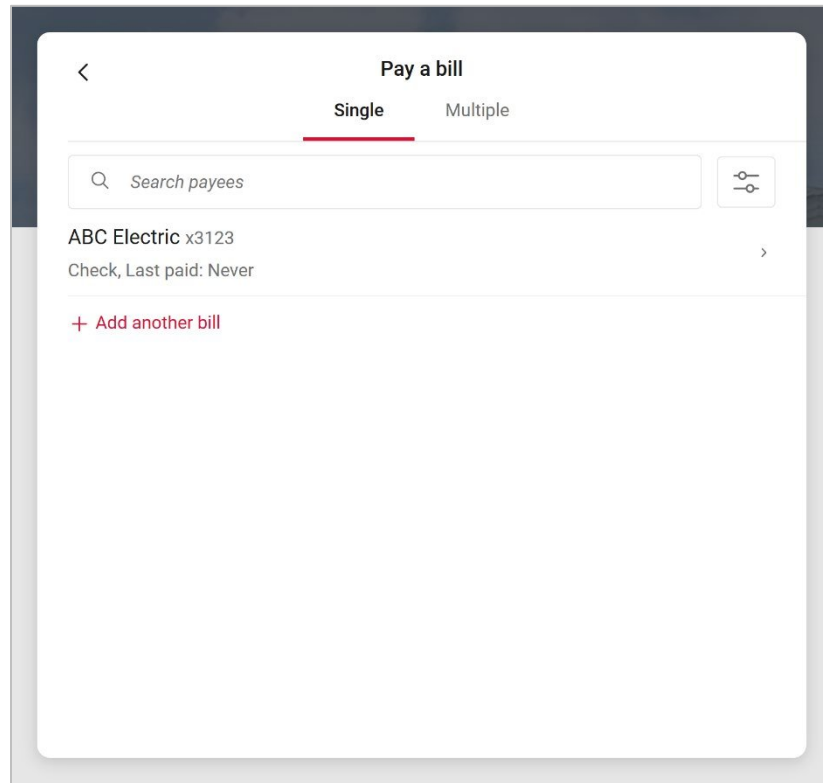 Pay a bill
Single Multiple
Search payees
ABC Electric x3123
Check, Last paid: Never
+ Add another bill